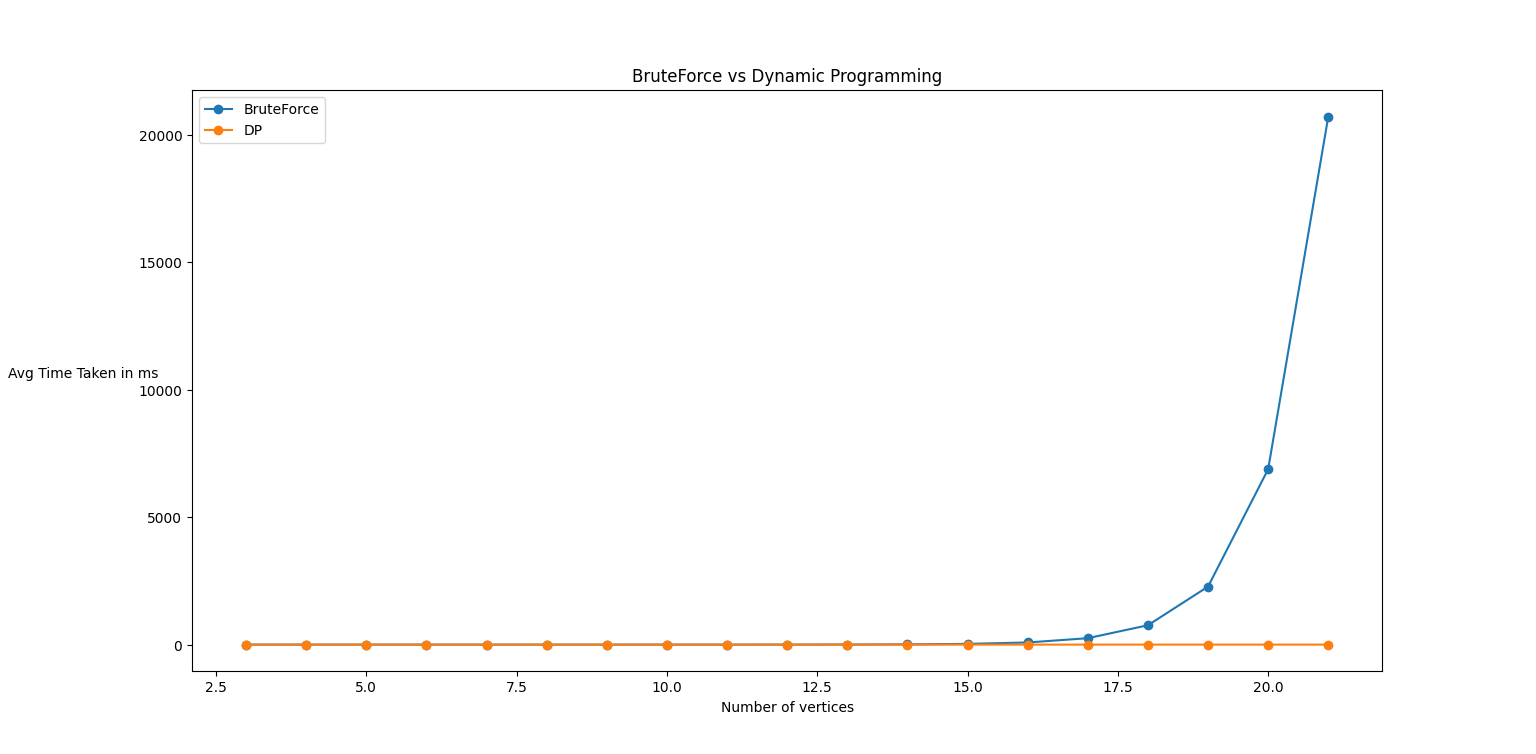 BruteForce vs Dynamic Programming
BruteForce
DP
20000
15000
Avg Time Taken in ms
10000
5000
0
2.5 5.0 7.5 10.0 12.5 15.0 17.5 20.0
Number of vertices